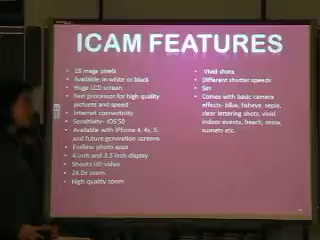 ICAM FEATURES
• 18 mega pixels
• Available in white or black
• Huge LCD screen
• Fast processor for high quality
pictures and speed
• Internet connectivity
• Sensitivity- ISO 50
• Available with iPhone 4, 4s, 5
and future generation screens
• Endless photo apps
• 4 inch and 3.5 inch display
• Shoots HD video
• 24.0x zoom
• High quality zoom
• Vivid shots
• Different shutter speeds
• Siri
• Comes with basic camera
effects- b&w, fisheye, sepia,
clear lettering shots, vivid
indoor events, beach, snow,
sunsets etc.